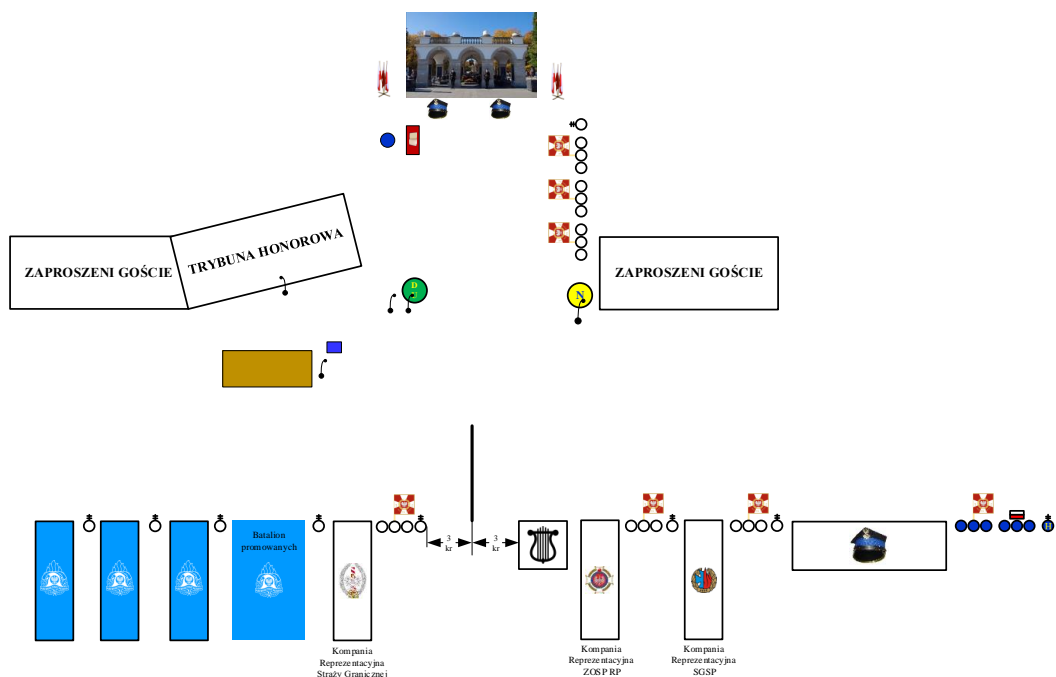 TRYBUNA HONOROWA
ZAPROSZENI GOŚCIE
ZAPROSZENI GOŚCIE
D
N
Batalion
promowanych
3
kr
3
kr
Kompania
Reprezentacyjna
Straży Granicznej
Kompania
Reprezentacyjna
ZOSP RP
Kompania
Reprezentacyjna
SGSP